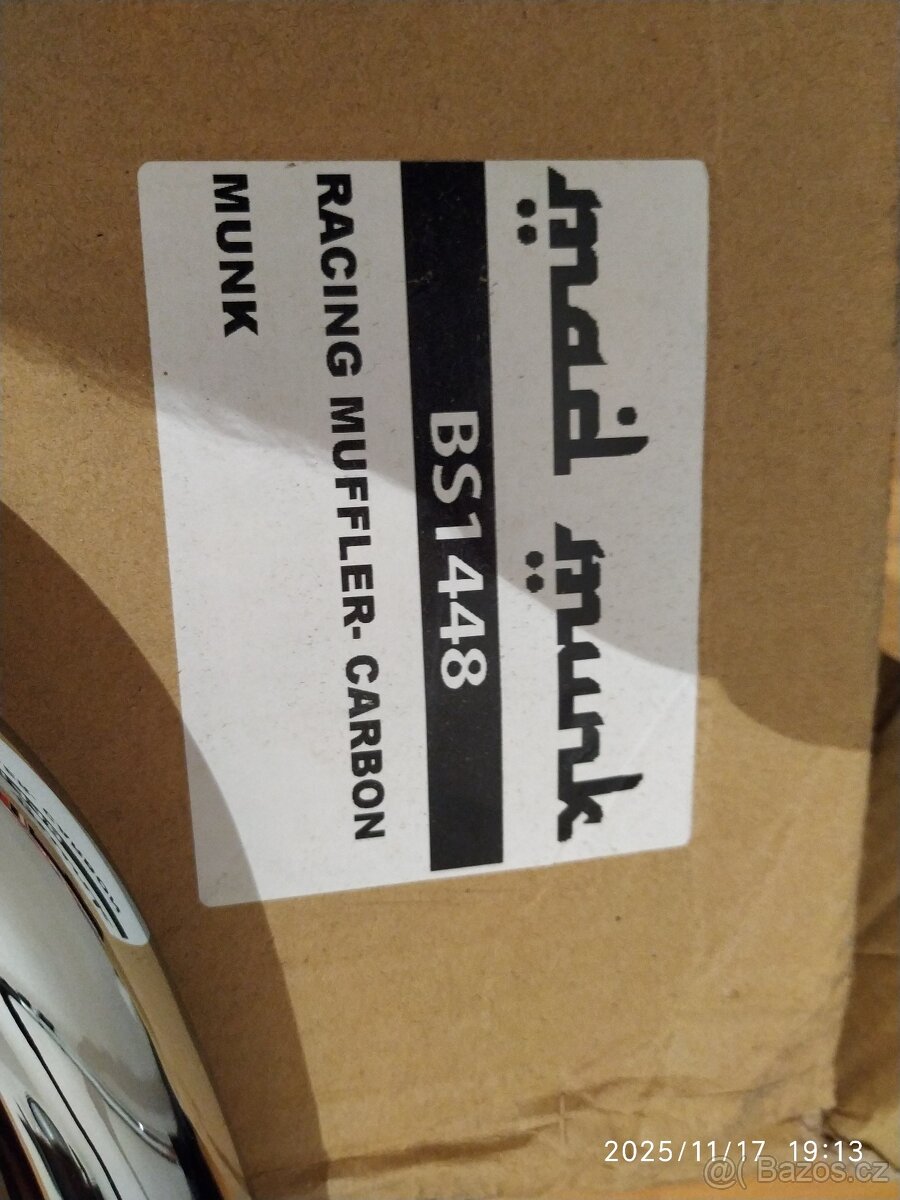 mad munk
BS1448
RACING MUFFLER- CARBON
MUNK
2025/11/17 19:13
@( Bazos.cz